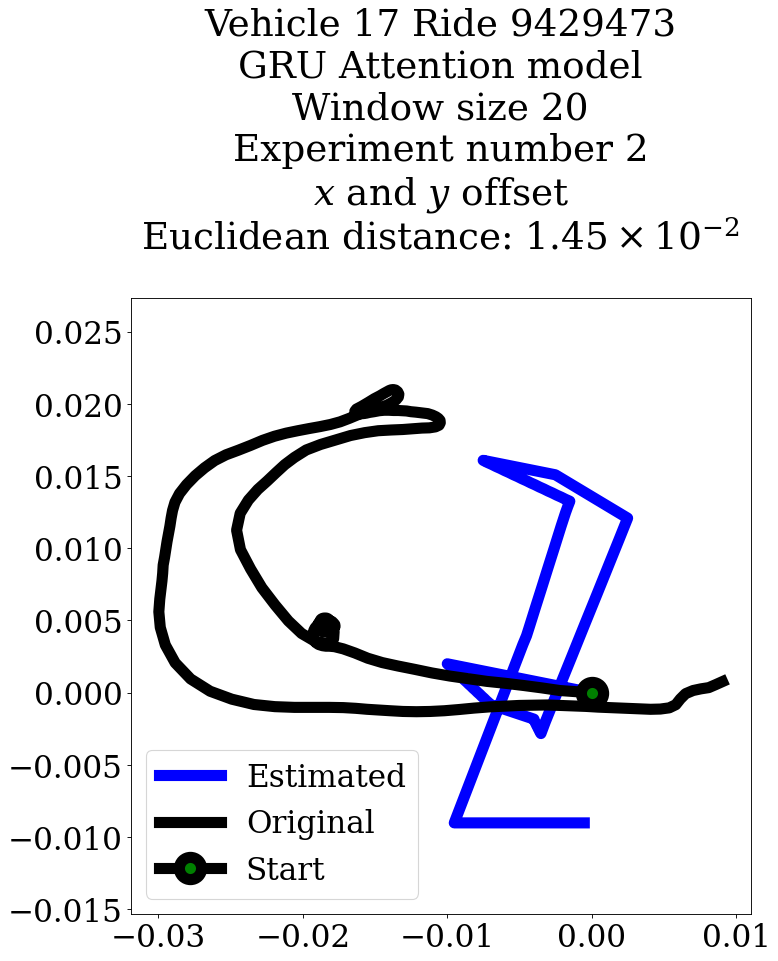 Vehicle 17 Ride 9429473
GRU Attention model
Window size 20
Experiment number 2
x and y offset
Euclidean distance: 1.45 × 10⁻²
0.025
0.020
0.015
0.010
0.005
0.000
−0.005
−0.010
−0.015
Estimated
Original
Start
−0.03 −0.02 −0.01 0.00 0.01